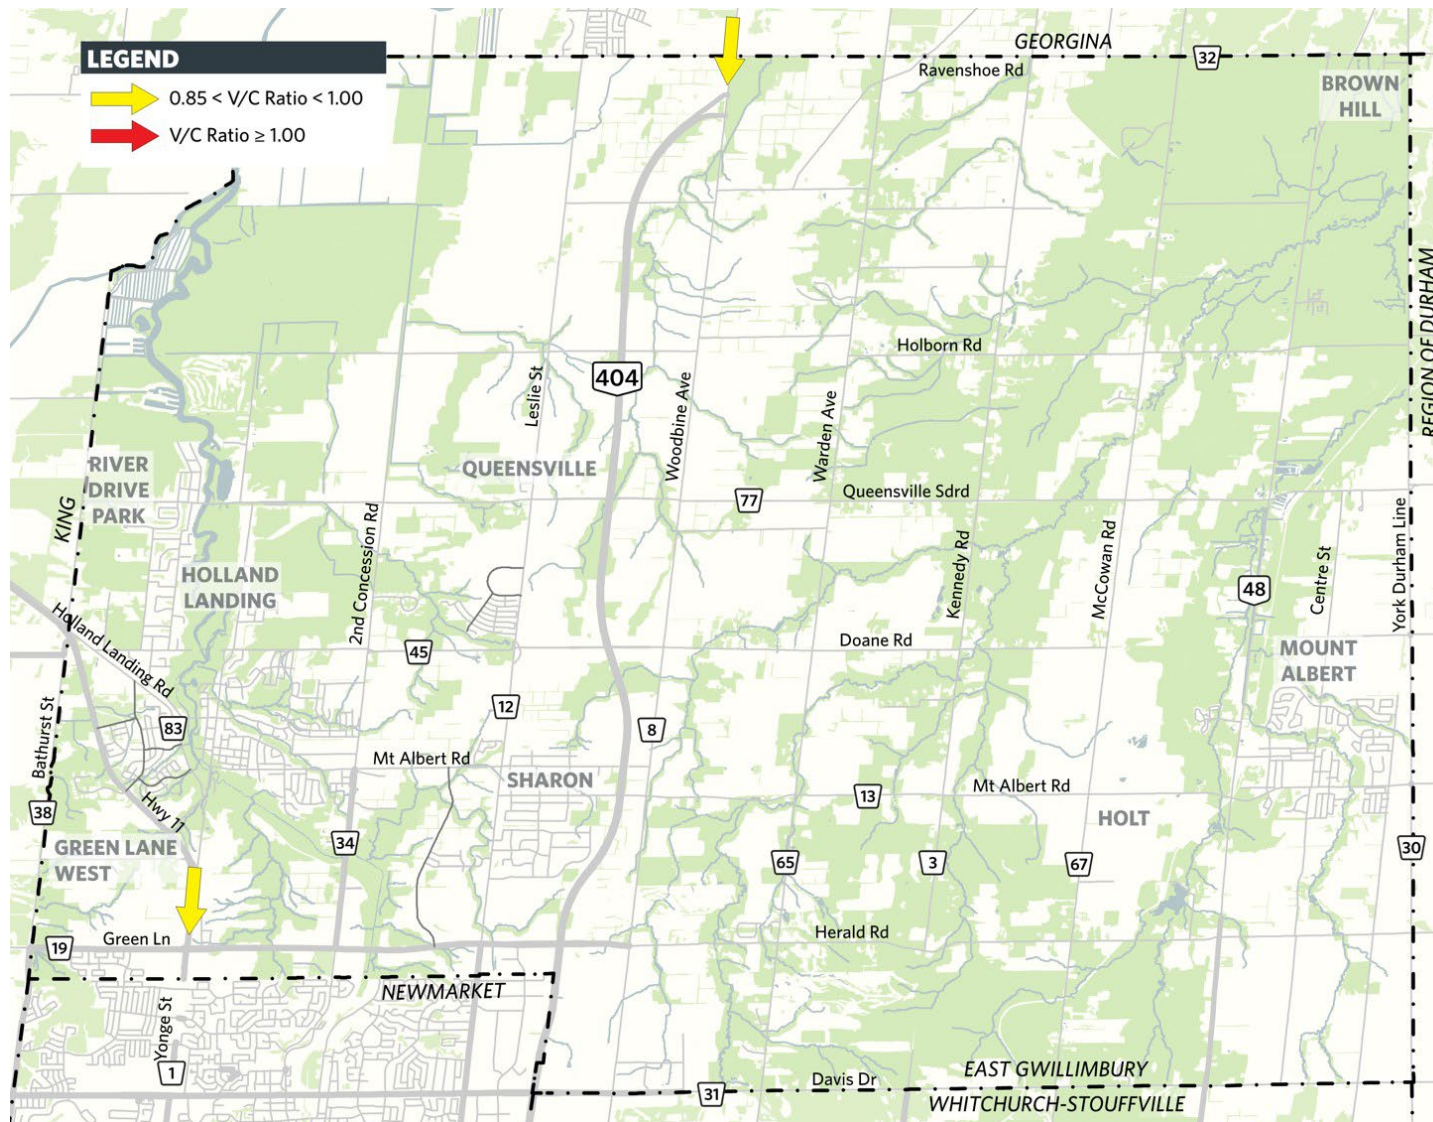 LEGEND
0.85 < V/C Ratio < 1.00
V/C Ratio ≥ 1.00
GEORGINA
32
Ravenshoe Rd
BROWN
HILL
REGION OF DURHAM
Holborn Rd
404
Leslie St
Woodbine Ave
Warden Ave
RIVER
DRIVE
PARK
KING
QUEENSVILLE
77
Queensville Sdrd
2nd Concession Rd
Kennedy Rd
McCowan Rd
Centre St
York Durham Line
HOLLAND
LANDING
48
Holland Landing Rd
45
Doane Rd
MOUNT
ALBERT
Bathurst St
83
12
8
Mt Albert Rd
SHARON
Mt Albert Rd
13
HOLT
Hwy 11
38
34
GREEN LANE
WEST
65
3
67
30
Green Ln
19
Herald Rd
NEWMARKET
Yonge St
1
Davis Dr
31
EAST GWILLIMBURY
WHITCHURCH-STOUFFVILLE